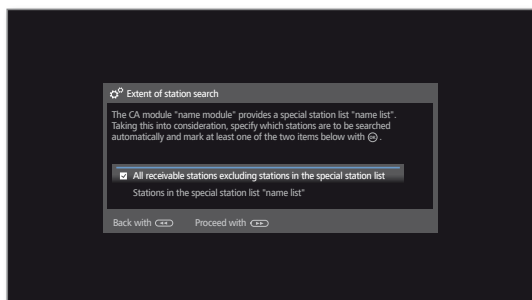 Extent of station search
The CA module "name module" provides a special station list "name list".
Taking this into consideration, specify which stations are to be searched
automatically and mark at least one of the two items below with OK.
All receivable stations excluding stations in the special station list
Stations in the special station list "name list"
Back with Proceed with